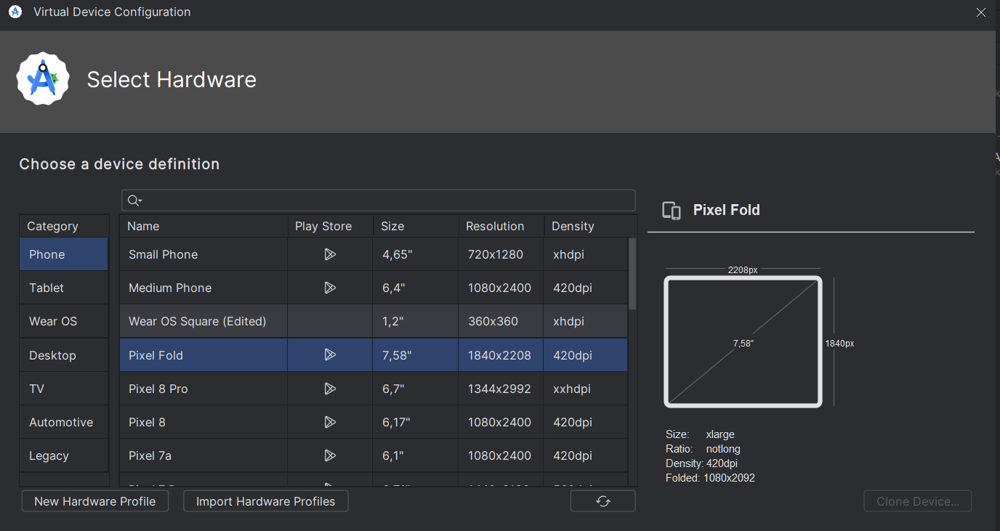 Virtual Device Configuration
Select Hardware
Choose a device definition
Category
Phone
Tablet
Wear OS
Desktop
TV
Automotive
Legacy
Name Play Store Size Resolution Density
Small Phone 4,65" 720x1280 xhdpi
Medium Phone 6,4" 1080x2400 420dpi
Wear OS Square (Edited) 1,2" 360x360 xhdpi
Pixel Fold 7,58" 1840x2208 420dpi
Pixel 8 Pro 6,7" 1344x2992 xxhdpi
Pixel 8 6,17" 1080x2400 420dpi
Pixel 7a 6,1" 1080x2400 420dpi
New Hardware Profile
Import Hardware Profiles
Pixel Fold
2208px
7,58"
1840px
Size: xlarge
Ratio: notlong
Density: 420dpi
Folded: 1080x2092
Clone Device...